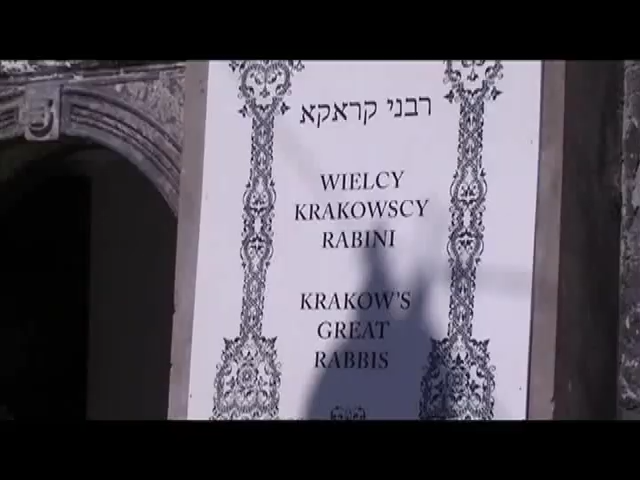 רבני קראקא
WIELCY
KRAKOWSCY
RABINI
KRAKOW'S
GREAT
RABBIS